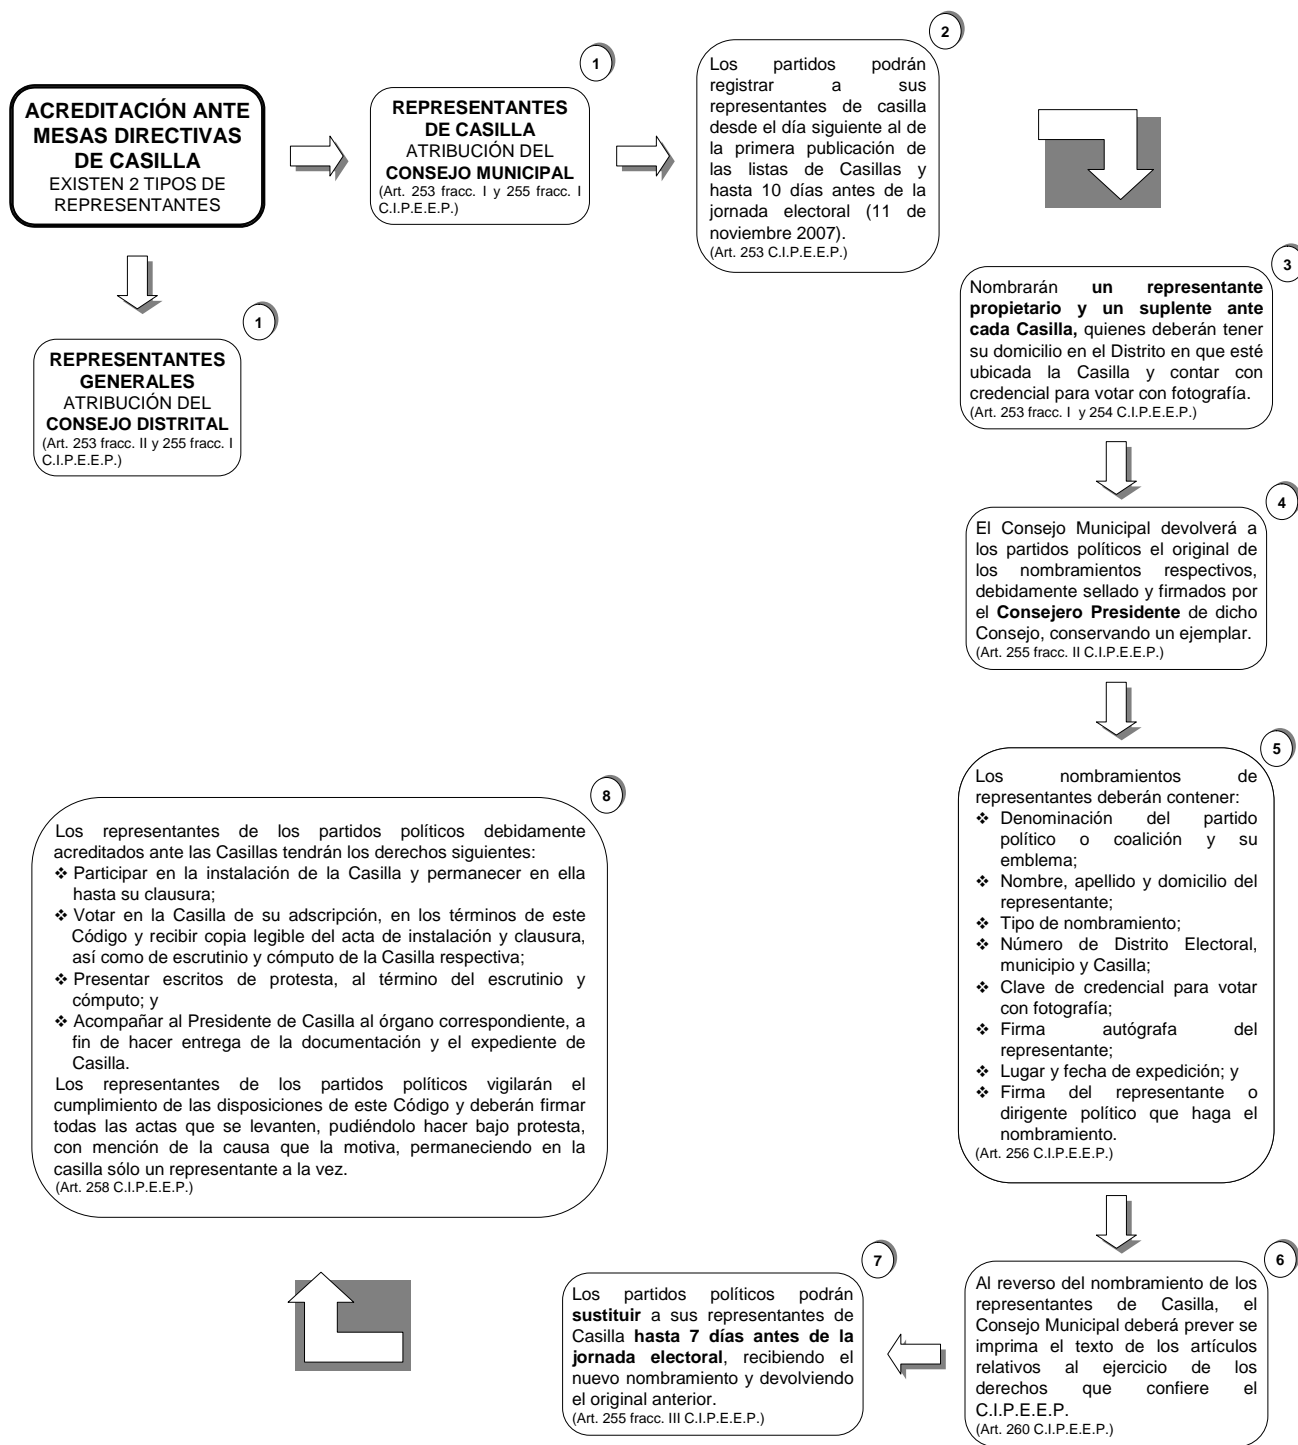 ACREDITACIÓN ANTE
MESAS DIRECTIVAS
DE CASILLA
EXISTEN 2 TIPOS DE
REPRESENTANTES
1
REPRESENTANTES
DE CASILLA
ATRIBUCIÓN DEL
CONSEJO MUNICIPAL
(Art. 253 fracc. I y 255 fracc. I
C.I.P.E.E.P.)
2
Los partidos podrán
registrar a sus
representantes de casilla
desde el día siguiente al de
la primera publicación de
las listas de Casillas y
hasta 10 días antes de la
jornada electoral (11 de
noviembre 2007).
(Art. 253 C.I.P.E.E.P.)
1
REPRESENTANTES
GENERALES
ATRIBUCIÓN DEL
CONSEJO DISTRITAL
(Art. 253 fracc. II y 255 fracc. I
C.I.P.E.E.P.)
3
Nombrarán un representante
propietario y un suplente ante
cada Casilla, quienes deberán tener
su domicilio en el Distrito en que esté
ubicada la Casilla y contar con
credencial para votar con fotografía.
(Art. 253 fracc. I y 254 C.I.P.E.E.P.)
4
El Consejo Municipal devolverá a
los partidos políticos el original de
los nombramientos respectivos,
debidamente sellado y firmados por
el Consejero Presidente de dicho
Consejo, conservando un ejemplar.
(Art. 255 fracc. II C.I.P.E.E.P.)
5
Los nombramientos de
representantes deberán contener:
❖ Denominación del partido
político o coalición y su
emblema;
❖ Nombre, apellido y domicilio del
representante;
❖ Tipo de nombramiento;
❖ Número de Distrito Electoral,
municipio y Casilla;
❖ Clave de credencial para votar
con fotografía;
❖ Firma autógrafa del
representante;
❖ Lugar y fecha de expedición; y
❖ Firma del representante o
dirigente político que haga el
nombramiento.
(Art. 256 C.I.P.E.E.P.)
6
Al reverso del nombramiento de los
representantes de Casilla, el
Consejo Municipal deberá prever se
imprima el texto de los artículos
relativos al ejercicio de los
derechos que confiere el
C.I.P.E.E.P.
(Art. 260 C.I.P.E.E.P.)
7
Los partidos políticos podrán
sustituir a sus representantes de
Casilla hasta 7 días antes de la
jornada electoral, recibiendo el
nuevo nombramiento y devolviendo
el original anterior.
(Art. 255 fracc. III C.I.P.E.E.P.)
8
Los representantes de los partidos políticos debidamente
acreditados ante las Casillas tendrán los derechos siguientes:
❖ Participar en la instalación de la Casilla y permanecer en ella
hasta su clausura;
❖ Votar en la Casilla de su adscripción, en los términos de este
Código y recibir copia legible del acta de instalación y clausura,
así como de escrutinio y cómputo de la Casilla respectiva;
❖ Presentar escritos de protesta, al término del escrutinio y
cómputo; y
❖ Acompañar al Presidente de Casilla al órgano correspondiente, a
fin de hacer entrega de la documentación y el expediente de
Casilla.
Los representantes de los partidos políticos vigilarán el
cumplimiento de las disposiciones de este Código y deberán firmar
todas las actas que se levanten, pudiéndolo hacer bajo protesta,
con mención de la causa que la motiva, permaneciendo en la
casilla sólo un representante a la vez.
(Art. 258 C.I.P.E.E.P.)